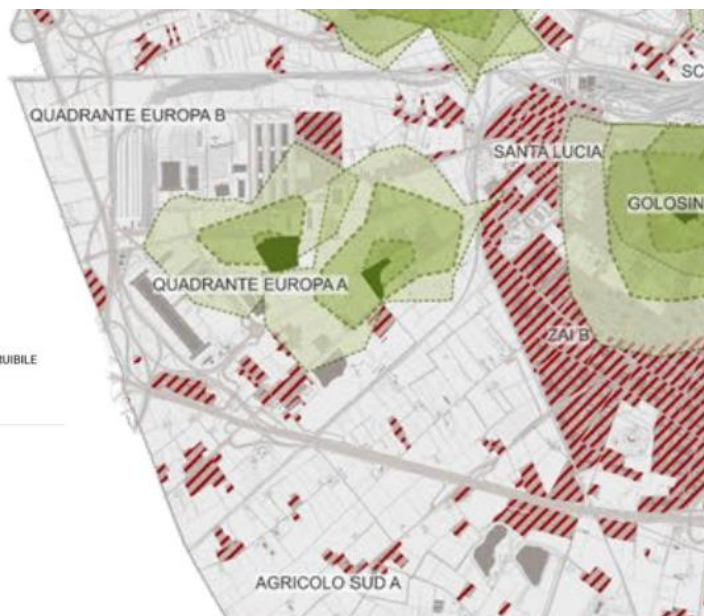 SC
QUADRANTE EUROPA B
SANTA LUCIA
GOLOSIN
QUADRANTE EUROPA A
ZAI B
RUIBILE
AGRICOLO SUD A